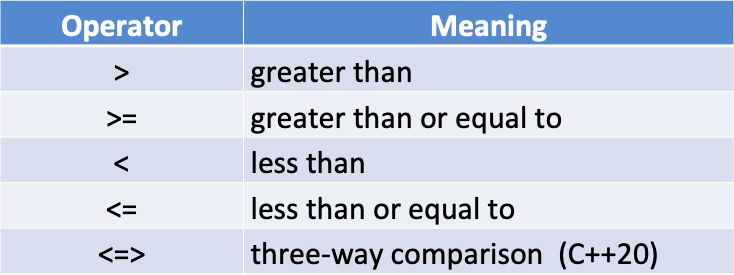 Operator Meaning
> greater than
>= greater than or equal to
< less than
<= less than or equal to
<=> three-way comparison (C++20)